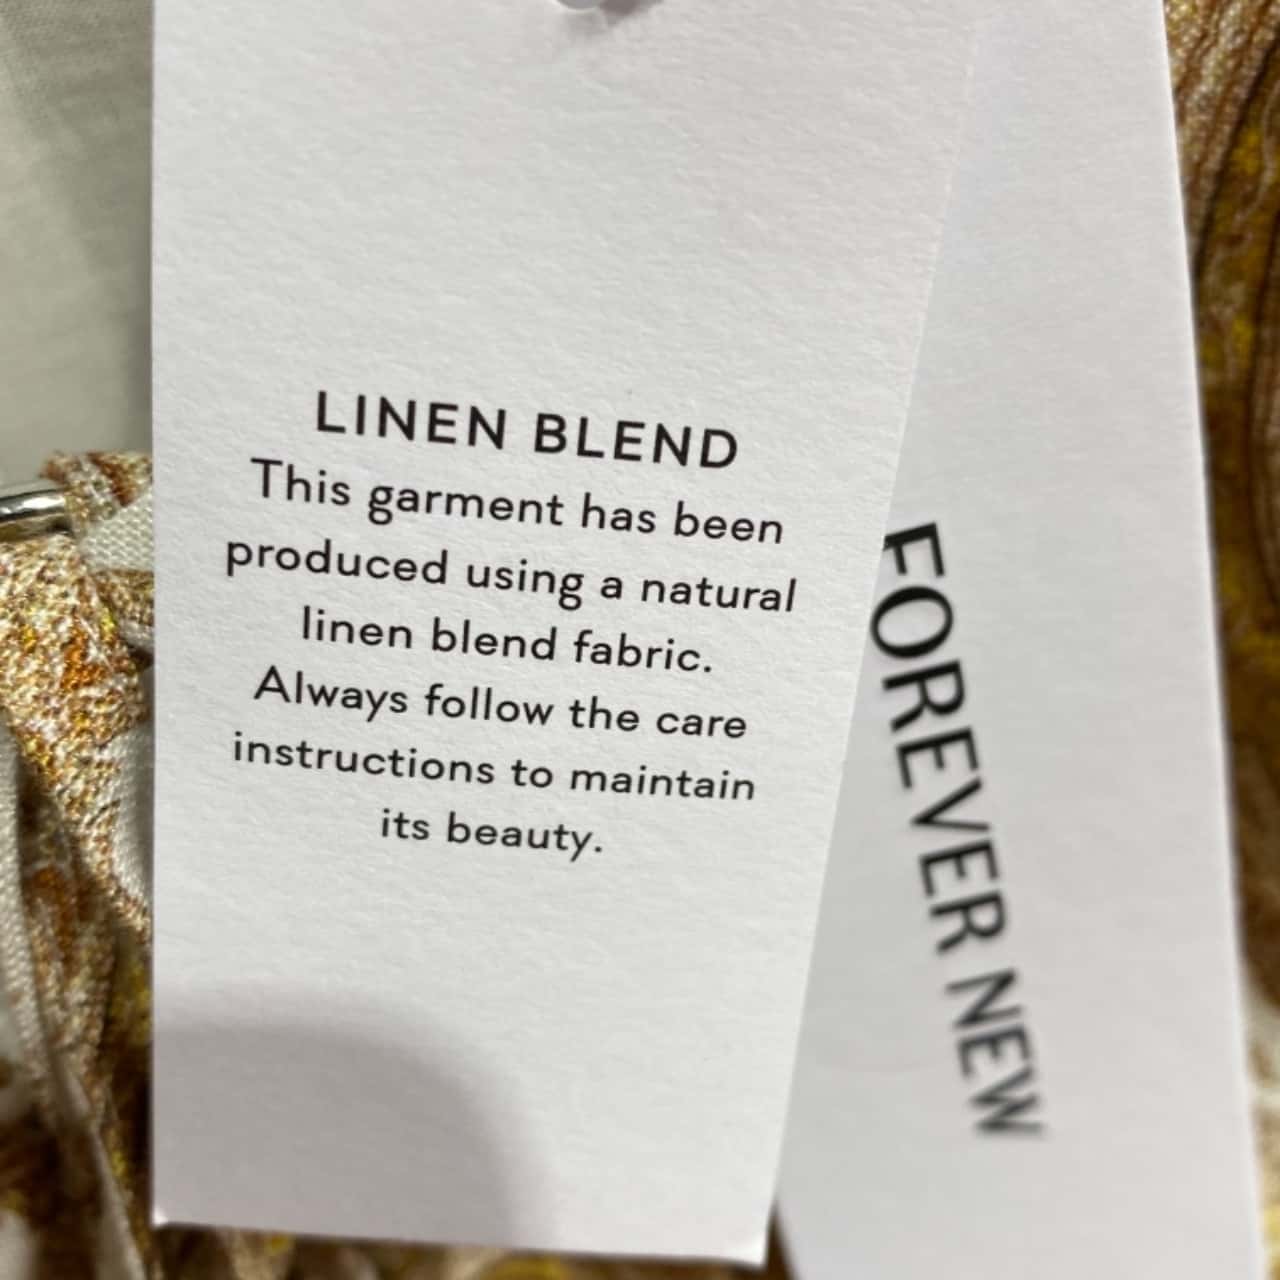 LINEN BLEND
This garment has been
produced using a natural
linen blend fabric.
Always follow the care
instructions to maintain
its beauty.
FOREVER NEW